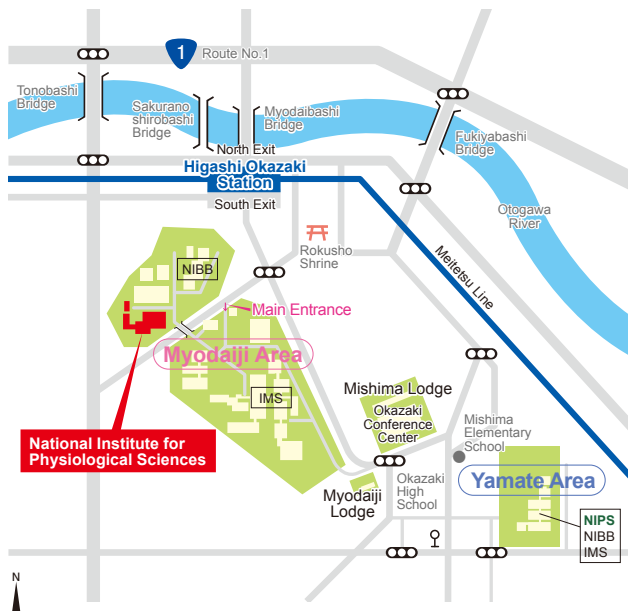 1
Route No.1
Tonobashi
Bridge
Sakurano
shirobashi
Bridge
Myodaibashi
Bridge
Fukiyabashi
Bridge
North Exit
Higashi Okazaki
Station
South Exit
Otogawa
River
Rokusho
Shrine
Meitetsu Line
NIBB
Main Entrance
Myodaiji Area
IMS
National Institute for
Physiological Sciences
Mishima Lodge
Okazaki
Conference
Center
Mishima
Elementary
School
Myodaiji
Lodge
Okazaki
High
School
Yamate Area
NIPS
NIBB
IMS
N